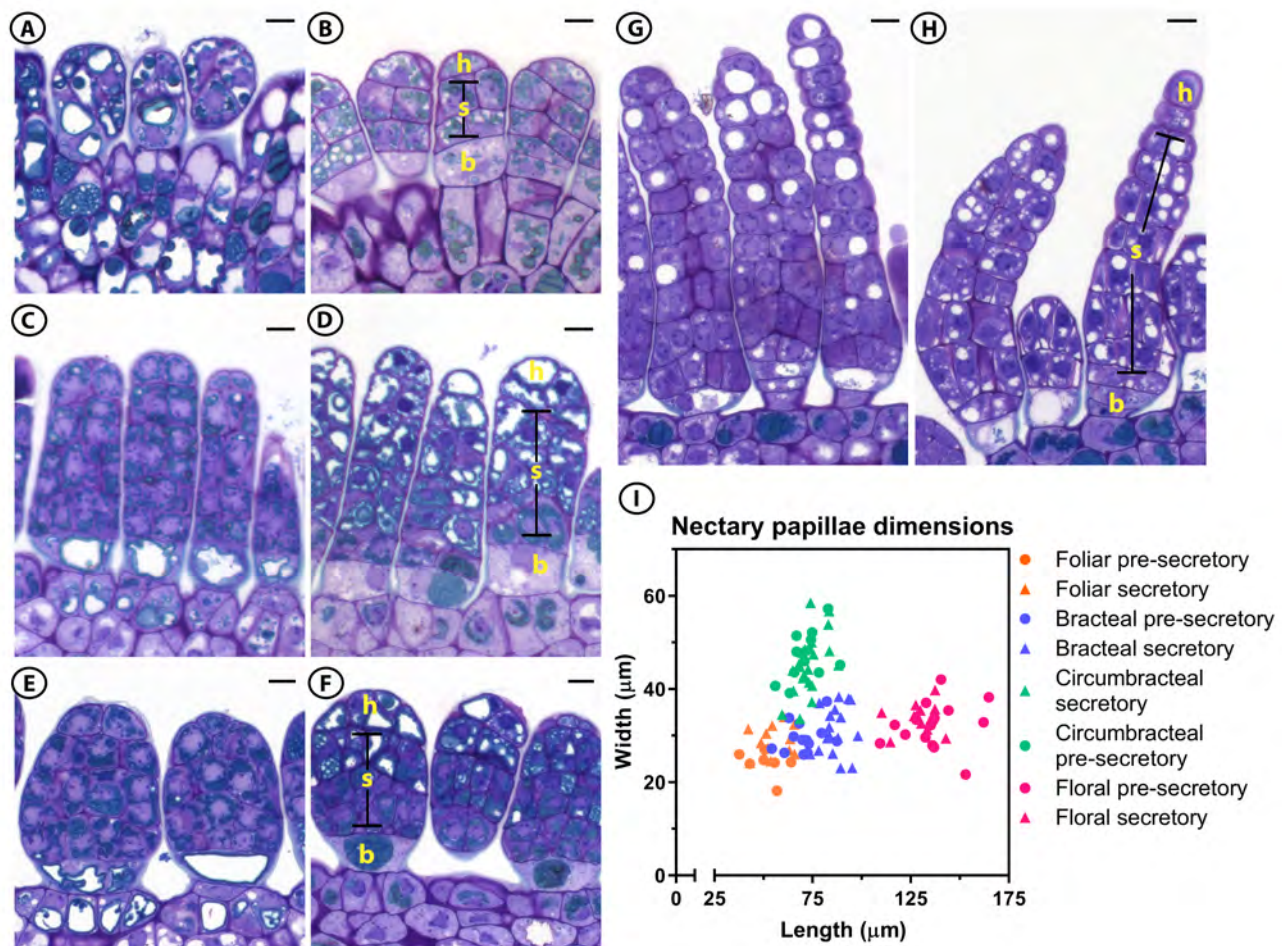 A
B
h
s
b
G
H
h
s
b
C
D
h
s
b
E
F
h
s
b
I
Nectary papillae dimensions
Width (µm)
60
40
20
0
0
10
25
75
125
175
Length (µm)
Foliar pre-secretory
Foliar secretory
Bracteal pre-secretory
Bracteal secretory
Circumbracteal
secretory
Circumbracteal
pre-secretory
Floral pre-secretory
Floral secretory